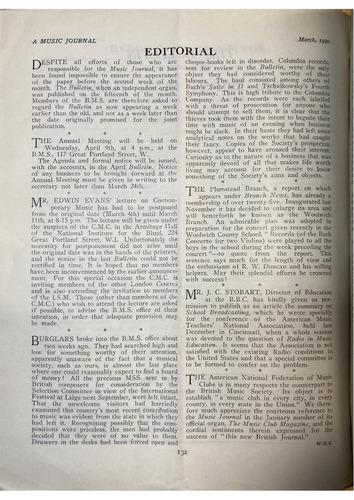 A MUSIC JOURNAL
March, 1930
EDITORIAL
DESPITE all efforts of those who are
responsible for the Music Journal, it has
been found impossible to ensure the appearance
of the paper before the second week of the
month. The Bulletin, when an independent organ,
was published on the fifteenth of the month.
Members of the B.M.S. are therefore asked to
regard the Bulletin as now appearing a week
earlier than the old, and not as a week later than
the date originally promised for the joint
publication.
* * *
THE Annual Meeting will be held on
Wednesday, April 9th, at 4 p.m., at the
B.M.S., 117 Great Portland Street, W.1.
The Agenda and formal notice will be issued,
with the accounts, in the April Bulletin. Notice
of any business to be brought forward at the
Annual Meeting must be given in writing to the
secretary not later than March 24th.
* * *
MR. EDWIN EVANS' lecture on Contem-
porary Music has had to be postponed
from the original date (March 4th) until March
11th, at 8-15 p.m. The lecture will be given under
the auspices of the C.M.C. in the Armitage Hall
of the National Institute for the Blind, 224
Great Portland Street, W.1. Unfortunately the
necessity for postponement did not arise until
the original date was in the hands of the printers,
and the notice in the last Bulletin could not be
rectified in time. It is hoped that no members
have been inconvenienced by the earlier announce-
ment. For this special occasion the C.M.C. is
inviting members of the other London Centres
and is also extending the invitation to members
of the I.S.M. Those (other than members of the
C.M.C.) who wish to attend the lecture are asked,
if possible, to advise the B.M.S. office of their
intention, in order that adequate provision may
be made.
* * *
BURGLARS broke into the B.M.S. office about
two weeks ago. They had searched high and
low for something worthy of their attention,
apparently unaware of the fact that a musical
society, such as ours, is almost the last place
where one could reasonably expect to find a hoard
of money! All the precious MSS. sent in by
British composers for consideration by the
Selection Committee in view of the International
Festival at Liège next September, were left intact.
That the unwelcome visitors had hurriedly
examined this country's most recent contribution
to music was evident from the state in which they
had left it. Recognising possibly that the com-
positions were priceless, the men had probably
decided that they were of no value to them.
Drawers in the desks had been forced open and
cheque-books left in disorder. Columbia records,
sent for review in the Bulletin, were the only
object they had considered worthy of their
labours. The haul consisted among others of
Bach's Suite in D and Tschaikowsky's Fourth
Symphony. This is high tribute to the Columbia
Company. As the records were each labelled
with a threat of prosecution for anyone who
should attempt to sell them, it is clear that the
thieves took them with the intent to beguile their
time with music of an evening when business
might be slack. In their haste they had left some
analytical notes on the works that had caught
their fancy. Copies of the Society's prospectus,
however, appear to have aroused their interest.
Curiosity as to the nature of a business that was
apparently devoid of all that makes life worth
living may account for their desire to know
something of the Society's aims and objects.
* * *
THE Plumstead Branch, a report on which
appears under Branch News, has already a
membership of over twenty-five. Inaugurated last
November it has decided to enlarge its area and
will henceforth be known as the Woolwich
Branch. An admirable plan was adopted in
preparation for the concert given recently in the
Woolwich County School. " Records (of the Bach
Concerto for two Violins) were played to all the
boys in the school during the week preceding the
concert "—to quote from the report. This
sentence says much for the length of view and
the enthusiasm of R. W. Duncan and his willing
helpers. May their splendid efforts be crowned
with success!
* * *
MR. J. C. STOBART, Director of Education
at the B.B.C., has kindly given us per-
mission to publish as an article the summary on
School Broadcasting, which he wrote specially
for the conference of the American Music
Teachers' National Association, held last
December in Cincinnati, when a whole session
was devoted to the question of Radio in Music
Education. It seems that the Association is not
satisfied with the existing Radio conditions in
the United States and that a special committee is
to be formed to confer on the problem.
* * *
THE American National Federation of Music
Clubs is in many respects the counterpart to
the British Music Society. Its object is to
establish " a music club in every city, in every
county, in every state in the Union." We there-
fore much appreciate the courteous reference to
the Music Journal in the January number of its
official organ, The Music Club Magazine, and the
cordial sentiments therein expressed for the
success of " this new British Journal."
132